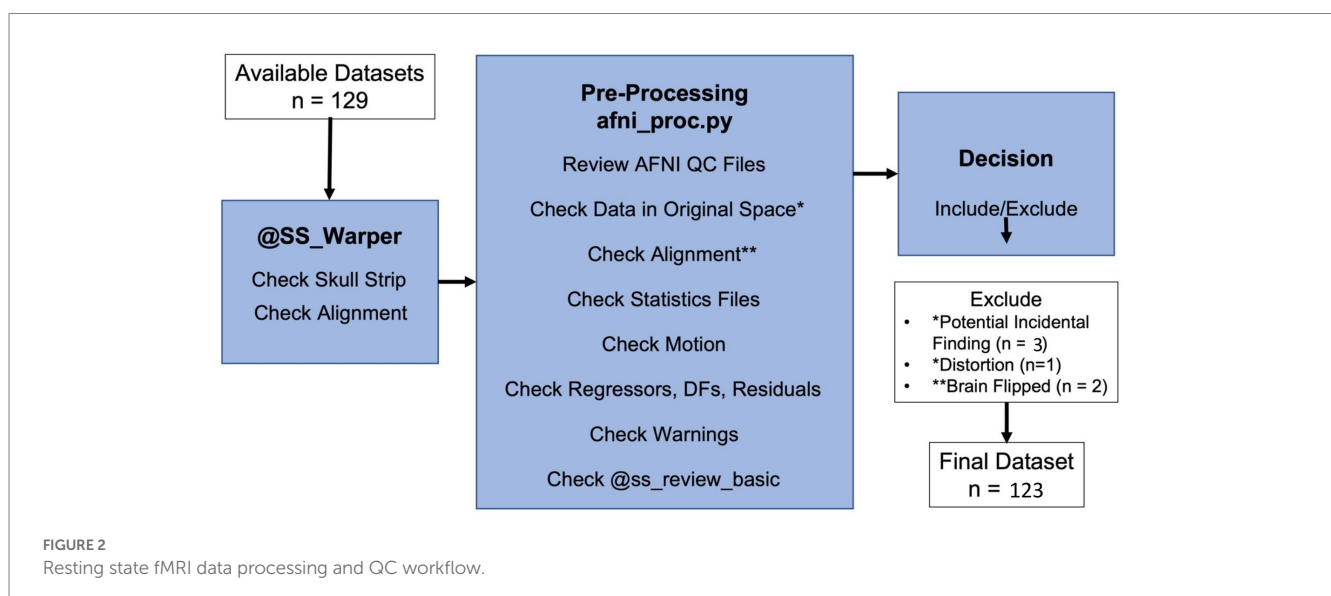 Available Datasets
n = 129
@SS_Warper
Check Skull Strip
Check Alignment
Pre-Processing
afni_proc.py
Review AFNI QC Files
Check Data in Original Space*
Check Alignment**
Check Statistics Files
Check Motion
Check Regressors, DFs, Residuals
Check Warnings
Check @ss_review_basic
Decision
Include/Exclude
Exclude
• *Potential Incidental
Finding (n = 3)
• *Distortion (n=1)
• **Brain Flipped (n = 2)
Final Dataset
n = 123
FIGURE 2
Resting state fMRI data processing and QC workflow.